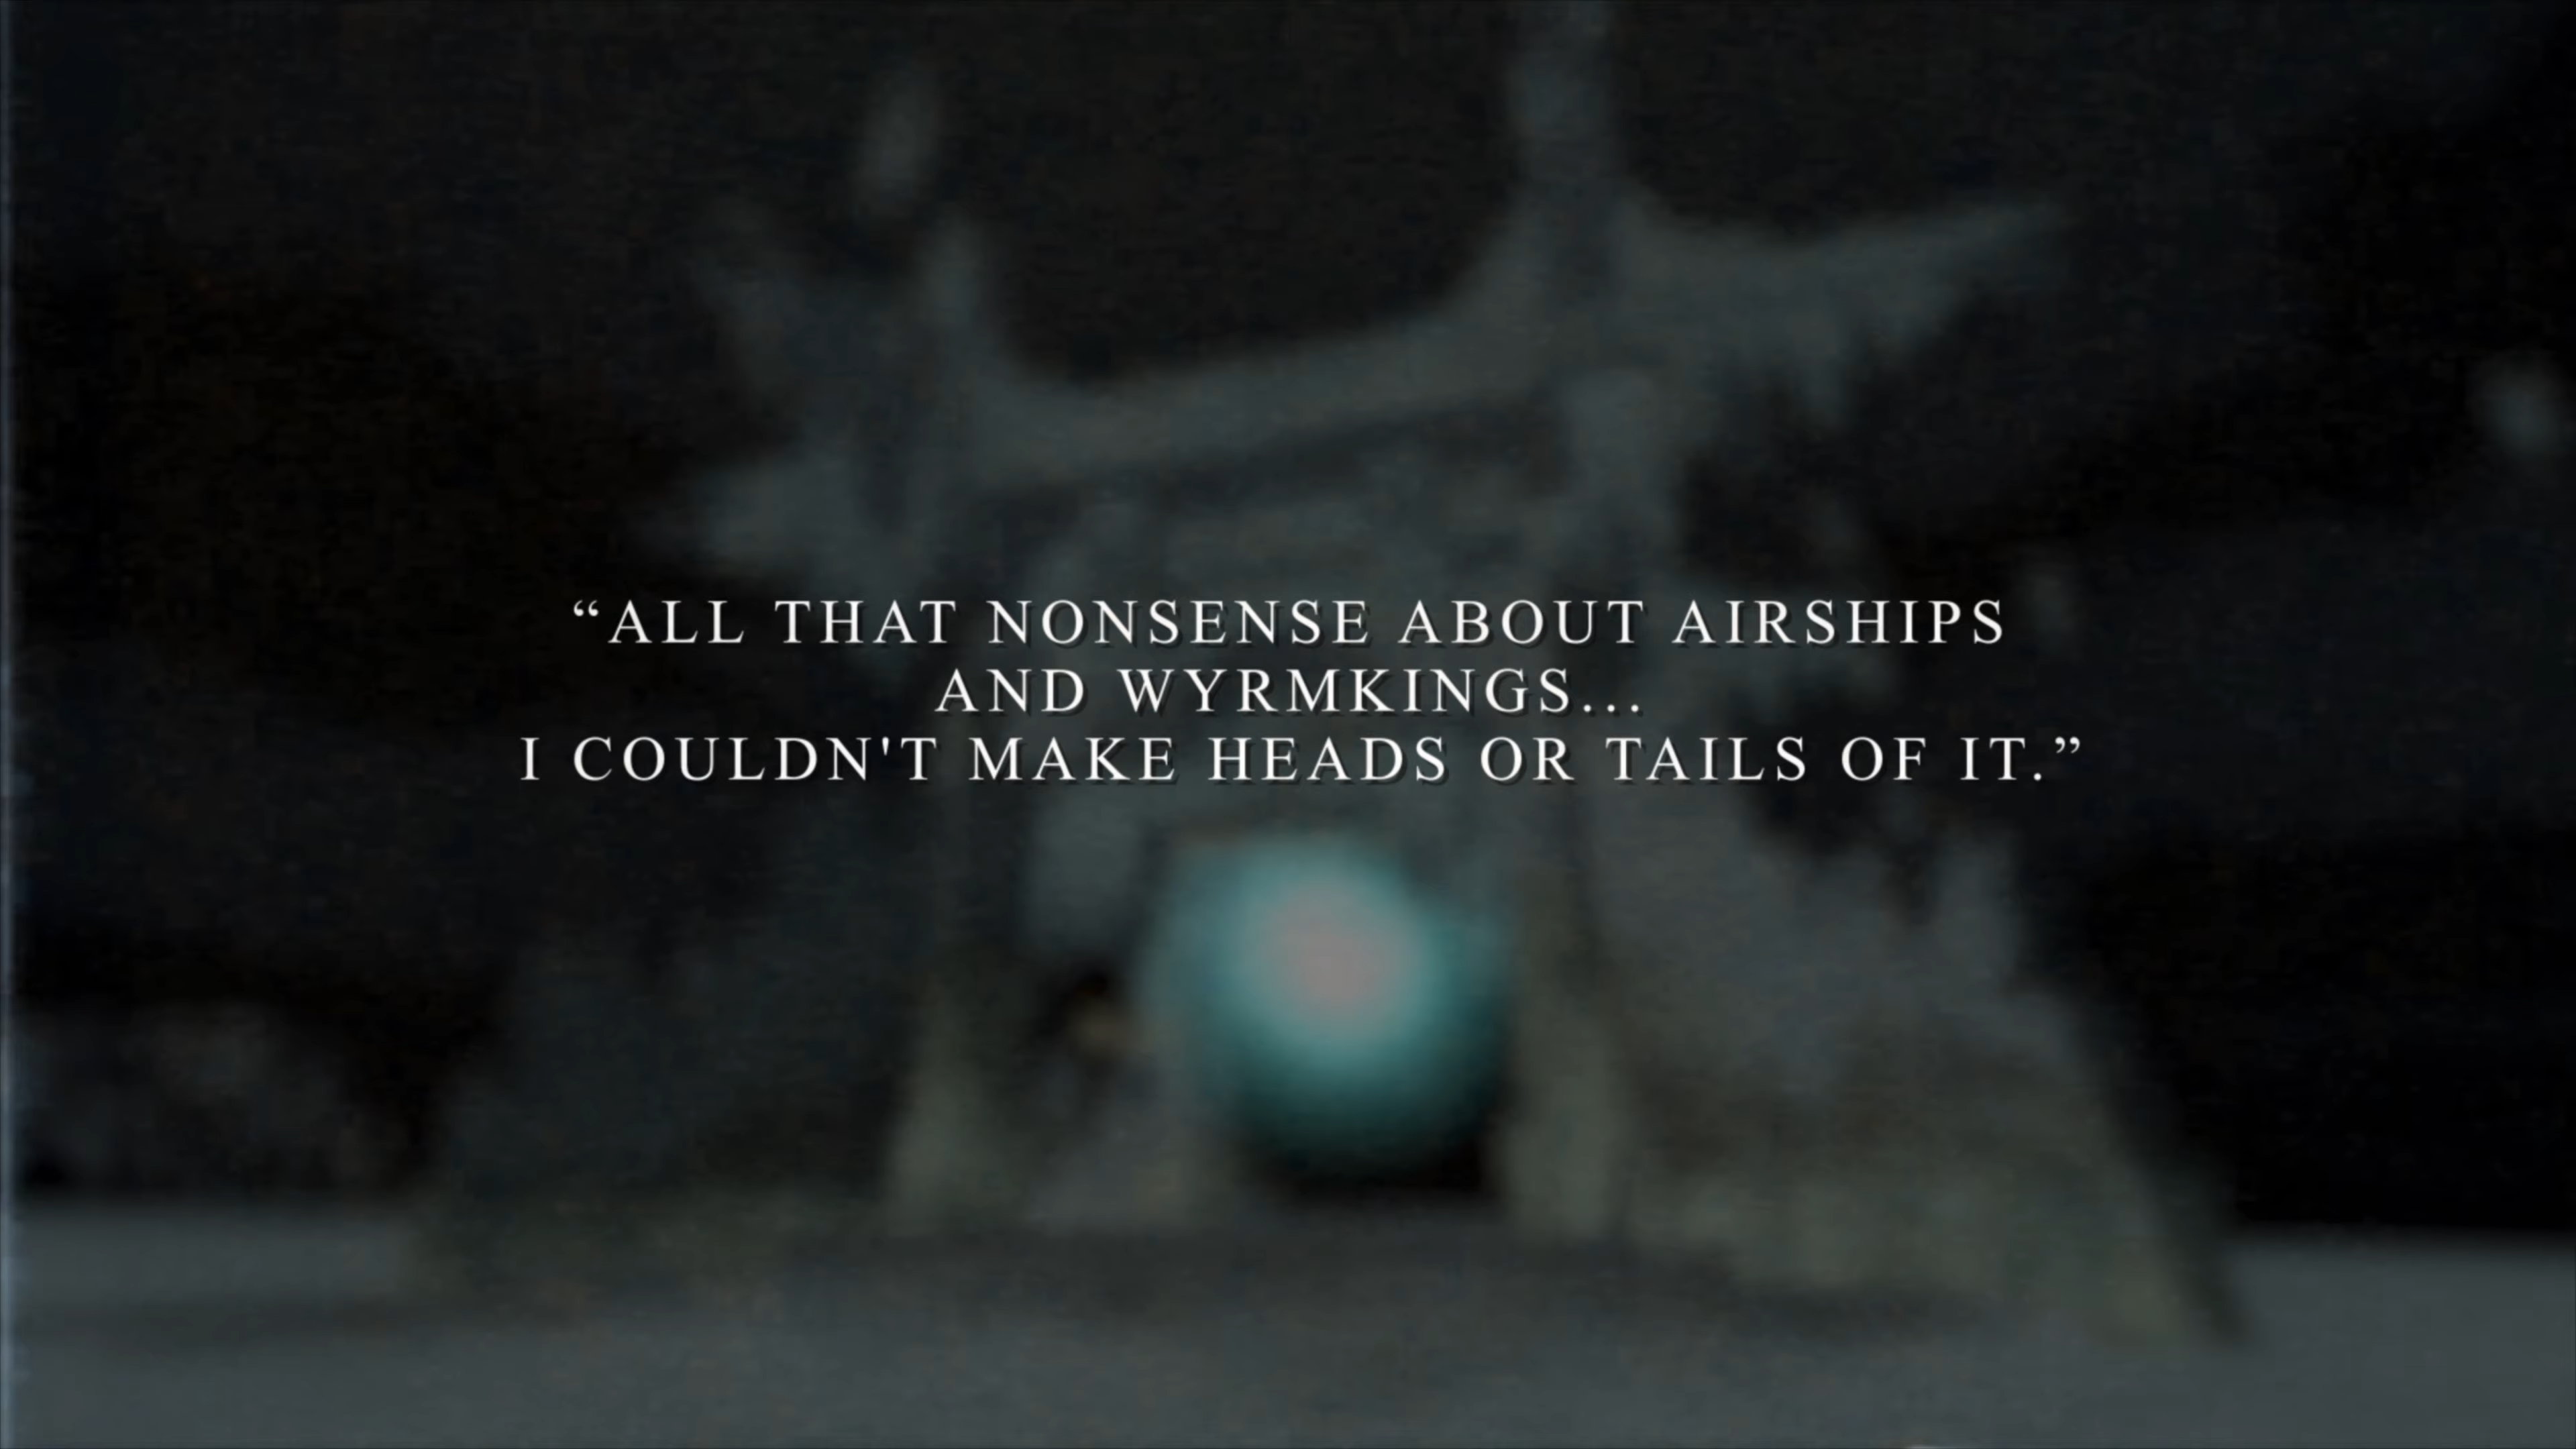 “ALL THAT NONSENSE ABOUT AIRSHIPS
AND WYRMKINGS...
I COULDN'T MAKE HEADS OR TAILS OF IT.”